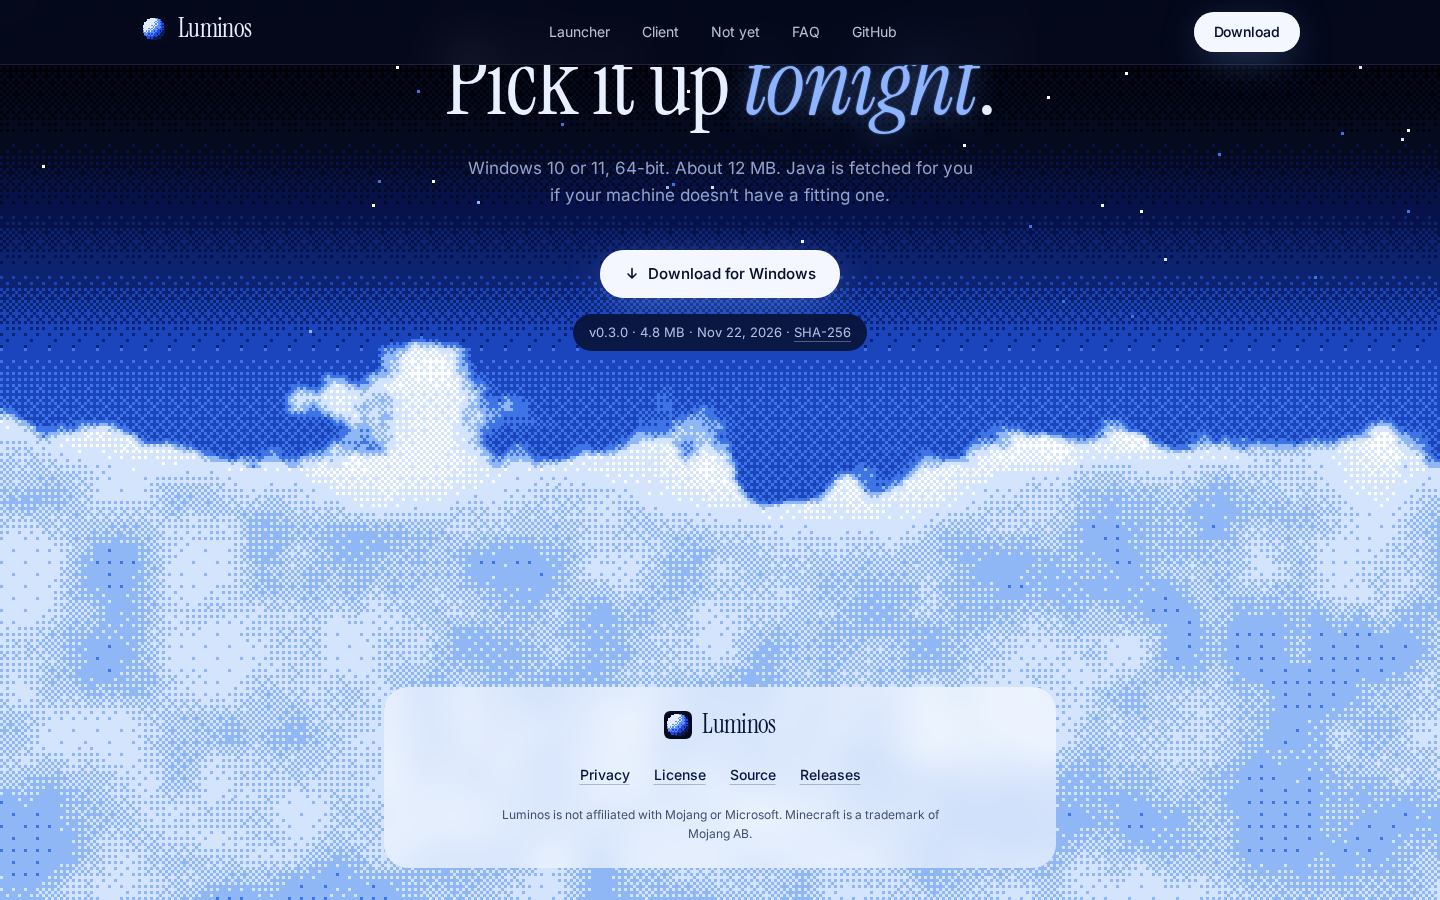 Luminos
Launcher
Client
Not yet
FAQ
GitHub
Download
Pick it up tonight.
Windows 10 or 11, 64-bit. About 12 MB. Java is fetched for you
if your machine doesn’t have a fitting one.
↓ Download for Windows
v0.3.0 · 4.8 MB · Nov 22, 2026 · SHA-256
Luminos
Privacy
License
Source
Releases
Luminos is not affiliated with Mojang or Microsoft. Minecraft is a trademark of
Mojang AB.